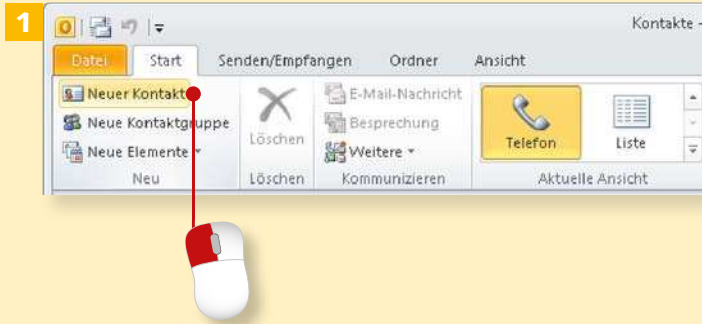 1
Kontakte -
Datei Start Senden/Empfangen Ordner Ansicht
Neuer Kontakt
Neue Kontaktgruppe
Neue Elemente
Neu
Löschen
Löschen
E-Mail-Nachricht
Besprechung
Weitere
Kommunizieren
Telefon
Liste
Aktuelle Ansicht